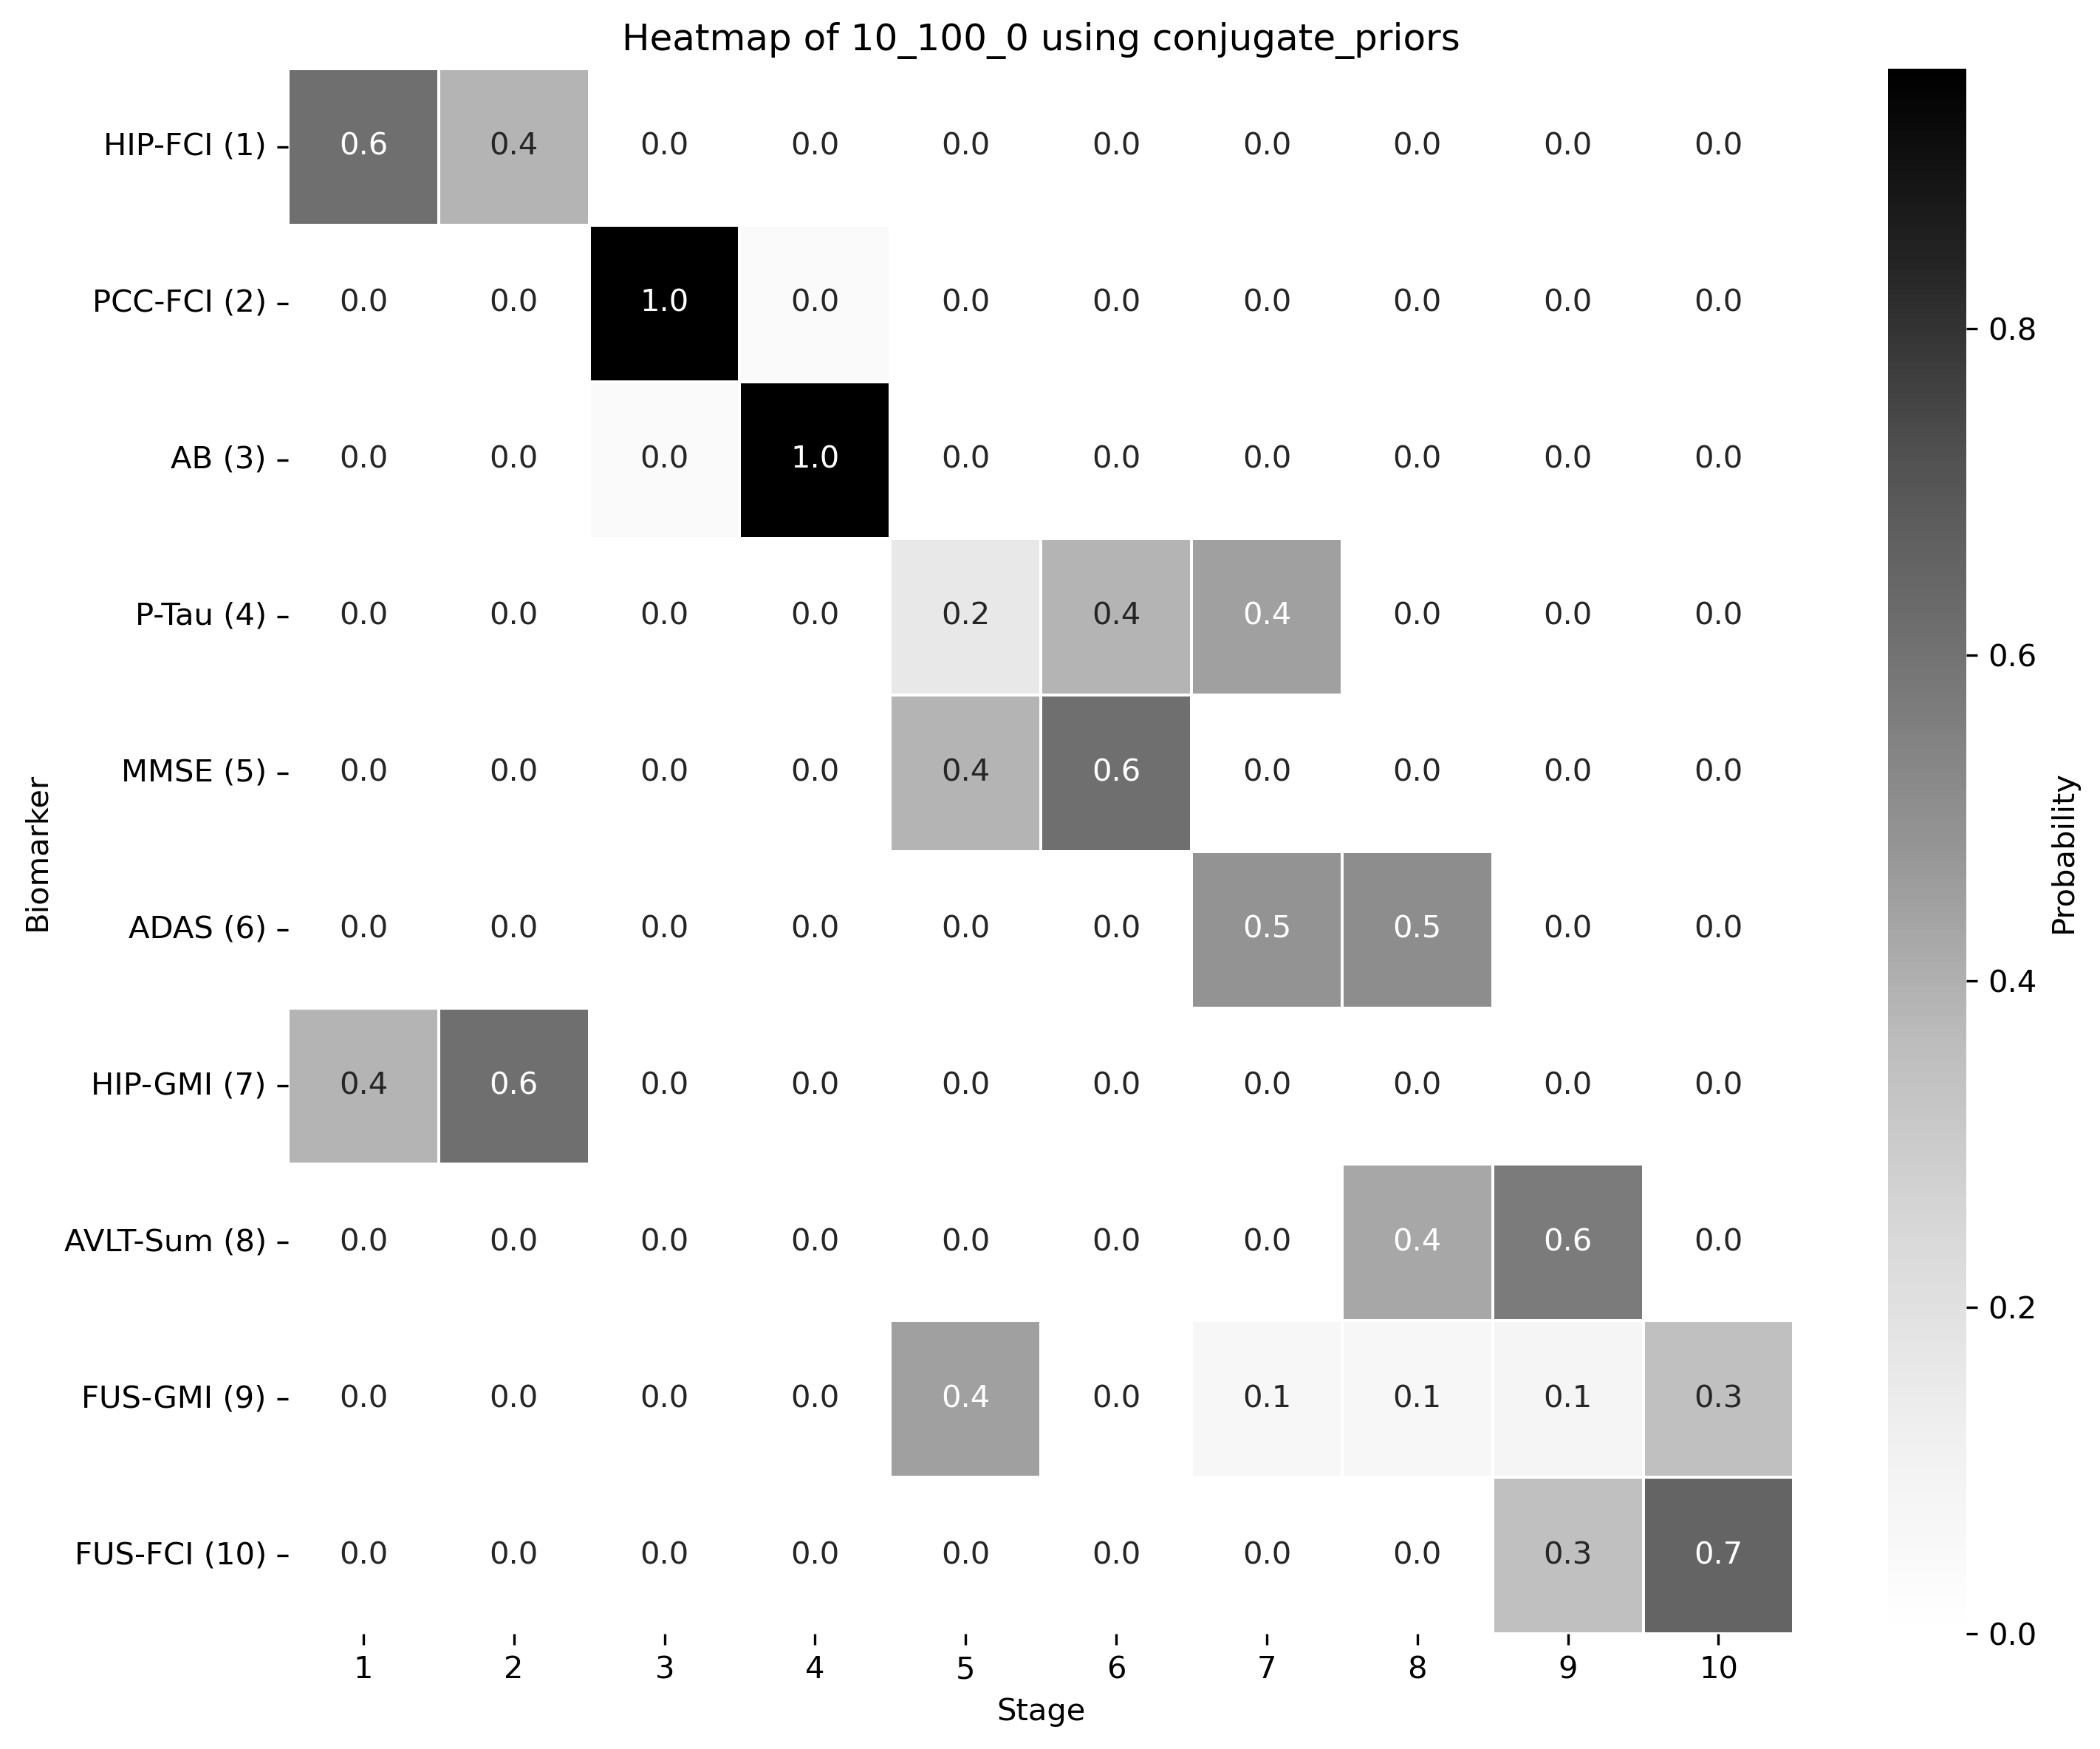 Heatmap of 10_100_0 using conjugate_priors
HIP-FCI (1) 0.6 0.4 0.0 0.0 0.0 0.0 0.0 0.0 0.0 0.0
PCC-FCI (2) 0.0 0.0 1.0 0.0 0.0 0.0 0.0 0.0 0.0 0.0
AB (3) 0.0 0.0 0.0 1.0 0.0 0.0 0.0 0.0 0.0 0.0
P-Tau (4) 0.0 0.0 0.0 0.0 0.2 0.4 0.4 0.0 0.0 0.0
MMSE (5) 0.0 0.0 0.0 0.0 0.4 0.6 0.0 0.0 0.0 0.0
ADAS (6) 0.0 0.0 0.0 0.0 0.0 0.0 0.5 0.5 0.0 0.0
HIP-GMI (7) 0.4 0.6 0.0 0.0 0.0 0.0 0.0 0.0 0.0 0.0
AVLT-Sum (8) 0.0 0.0 0.0 0.0 0.0 0.0 0.0 0.4 0.6 0.0
FUS-GMI (9) 0.0 0.0 0.0 0.0 0.4 0.0 0.1 0.1 0.1 0.3
FUS-FCI (10) 0.0 0.0 0.0 0.0 0.0 0.0 0.0 0.0 0.3 0.7
1 2 3 4 5 6 7 8 9 10
Stage
Biomarker
0.8
0.6
0.4
0.2
0.0
Probability